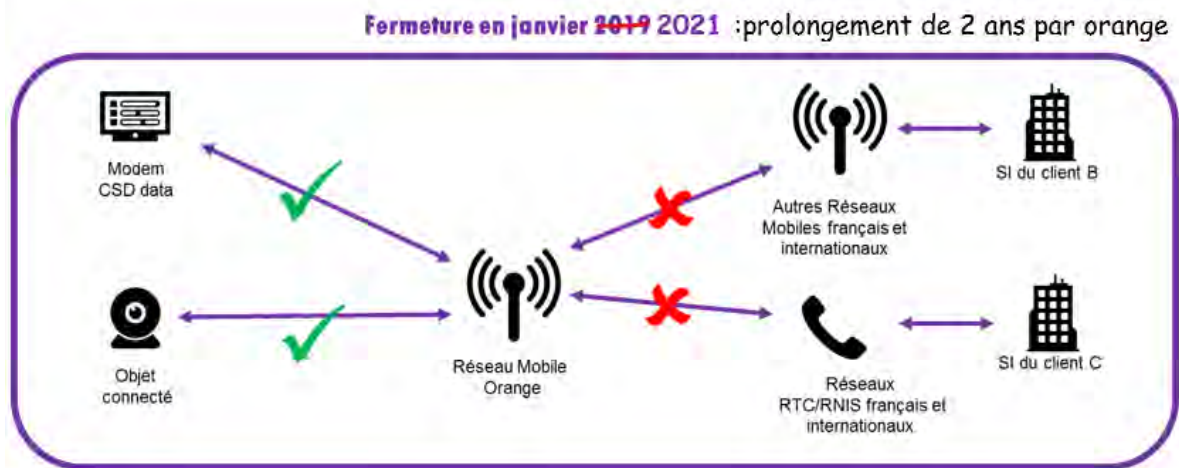 Fermeture en janvier 2019 2021 :prolongement de 2 ans par orange
Modem
CSD data
Objet
connecté
Réseau Mobile
Orange
Autres Réseaux
Mobiles français et
internationaux
SI du client B
Réseaux
RTC/RNIS français et
internationaux
SI du client C